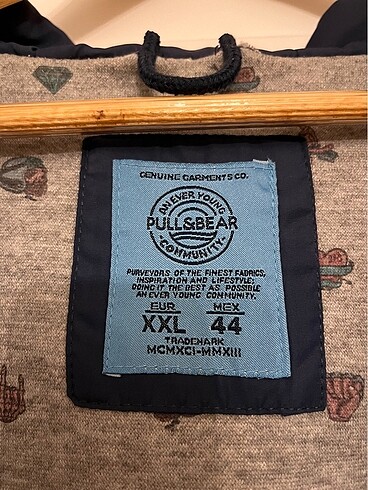 GENUINE GARMENTS CO.
AN EVER YOUNG
PULL&BEAR
COMMUNITY
PURVEYORS OF THE FINEST FABRICS,
INSPIRATION AND LIFESTYLE;
DOING IT THE BEST AS POSSIBLE
AN EVER YOUNG COMMUNITY.
EUR MEX
XXL 44
TRADEMARK
MCMXCI-MMXIII